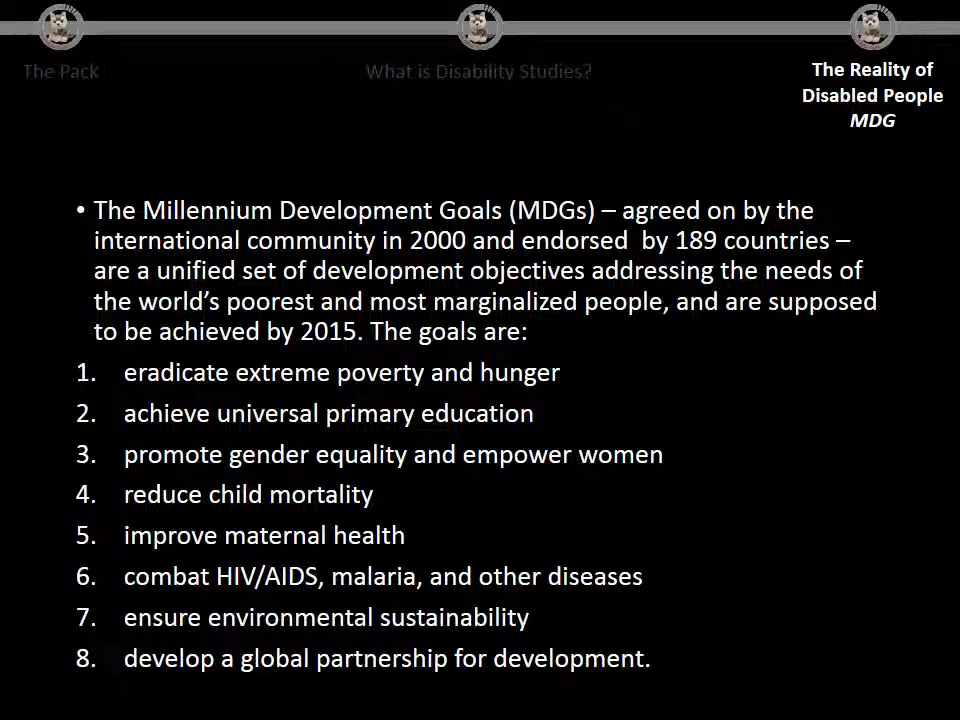 The Pack
What is Disability Studies?
The Reality of
Disabled People
MDG
• The Millennium Development Goals (MDGs) – agreed on by the
international community in 2000 and endorsed  by 189 countries –
are a unified set of development objectives addressing the needs of
the world’s poorest and most marginalized people, and are supposed
to be achieved by 2015. The goals are:
1. eradicate extreme poverty and hunger
2. achieve universal primary education
3. promote gender equality and empower women
4. reduce child mortality
5. improve maternal health
6. combat HIV/AIDS, malaria, and other diseases
7. ensure environmental sustainability
8. develop a global partnership for development.